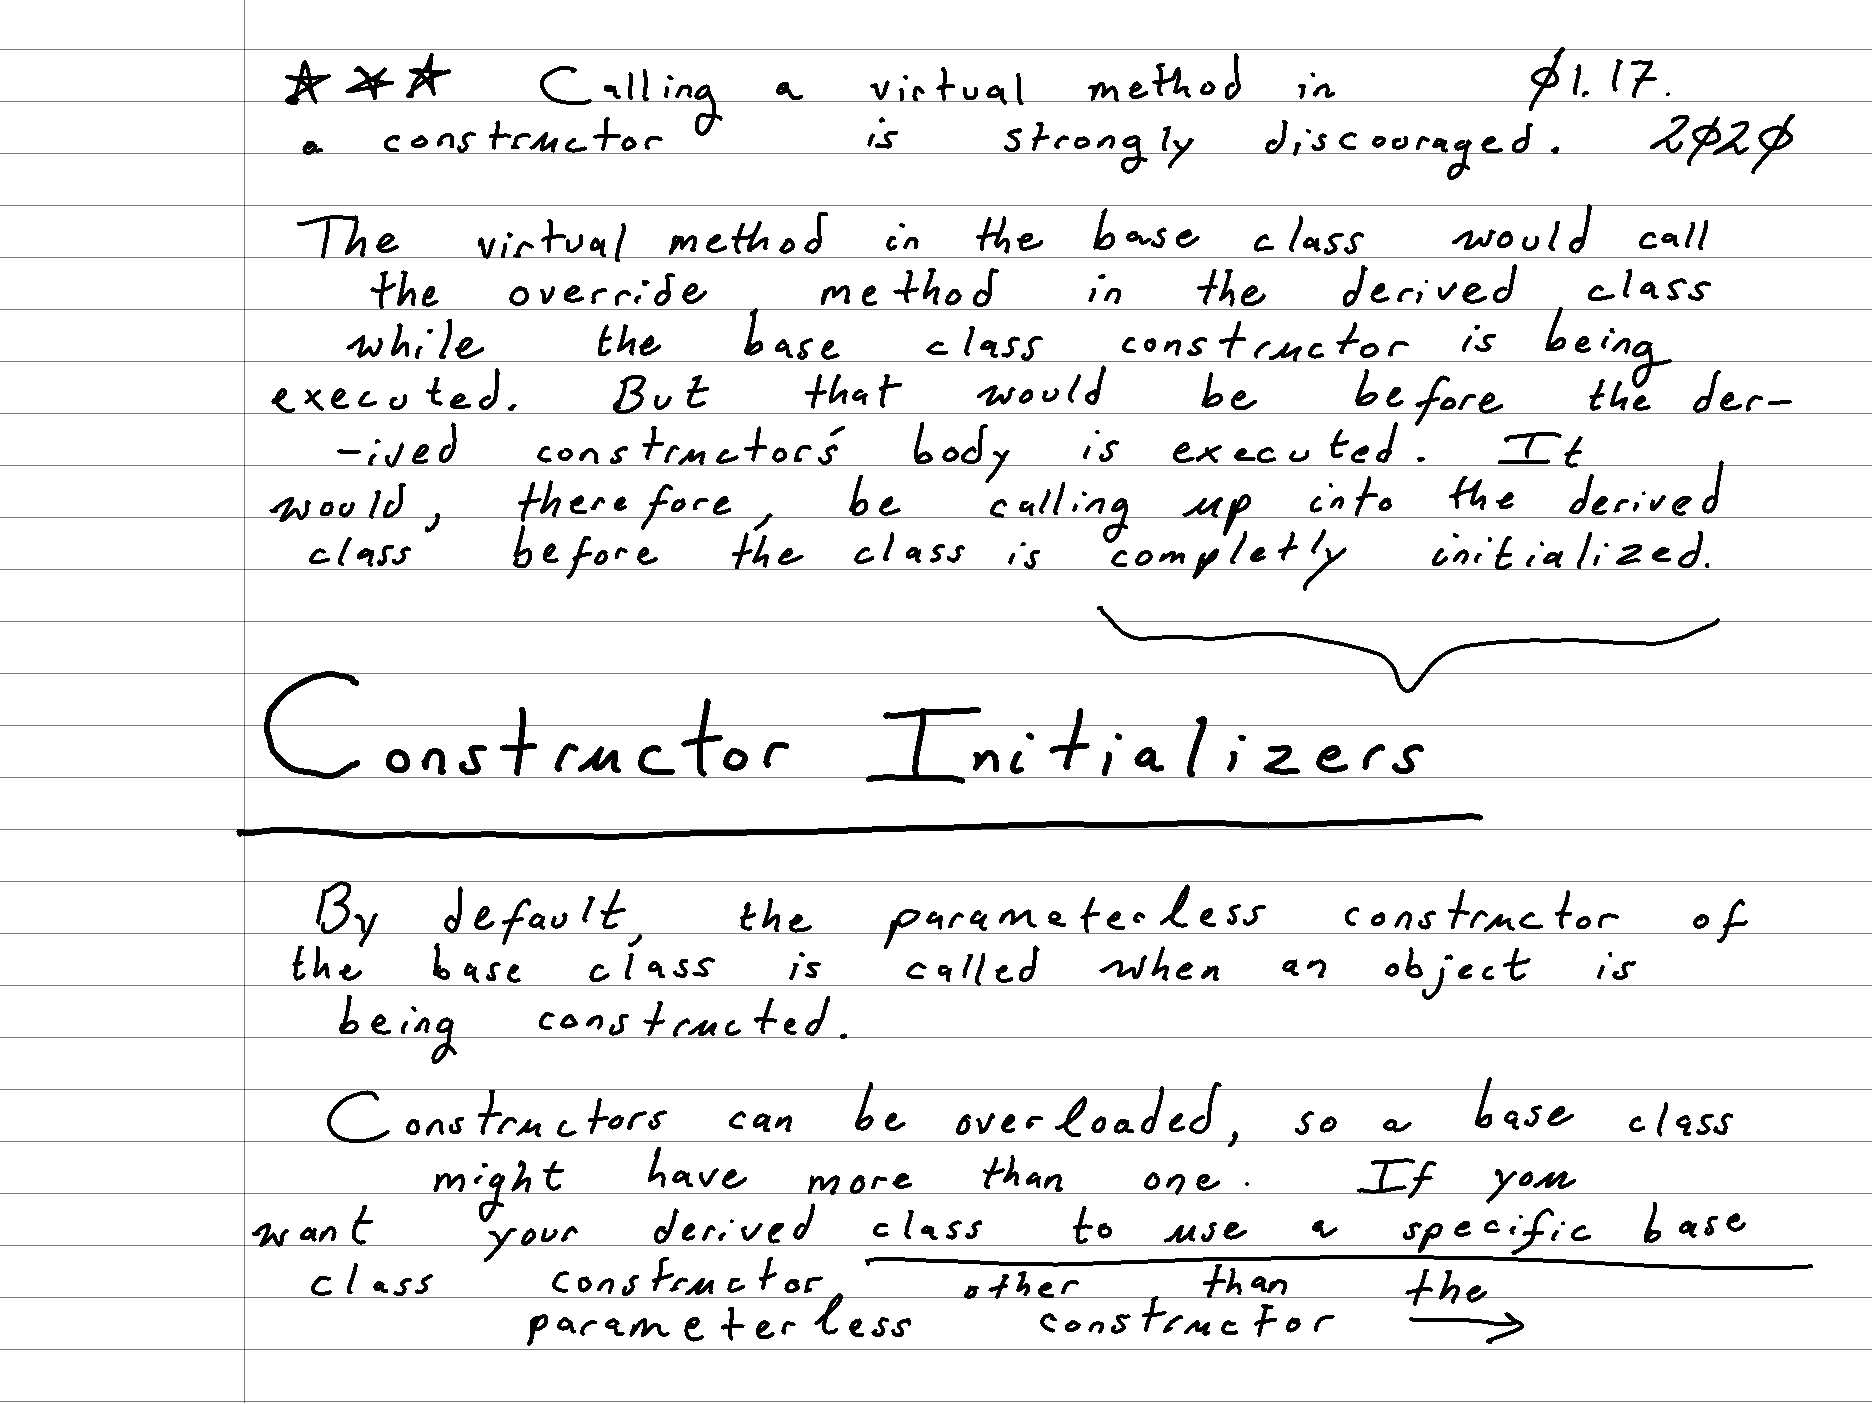 ☆☆☆ Calling a virtual method in Ø1.17.
a constructor is strongly discouraged. 2Ø2Ø
The virtual method in the base class would call
the override method in the derived class
while the base class constructor is being
executed. But that would be before the der-
-ived constructor's body is executed. It
would, therefore, be calling up into the derived
class before the class is completly initialized.
Constructor Initializers
By default, the parameterless constructor of
the base class is called when an object is
being constructed.
Constructors can be overloaded, so a base class
might have more than one. If you
want your derived class to use a specific base
class constructor, other than the
parameterless constructor →